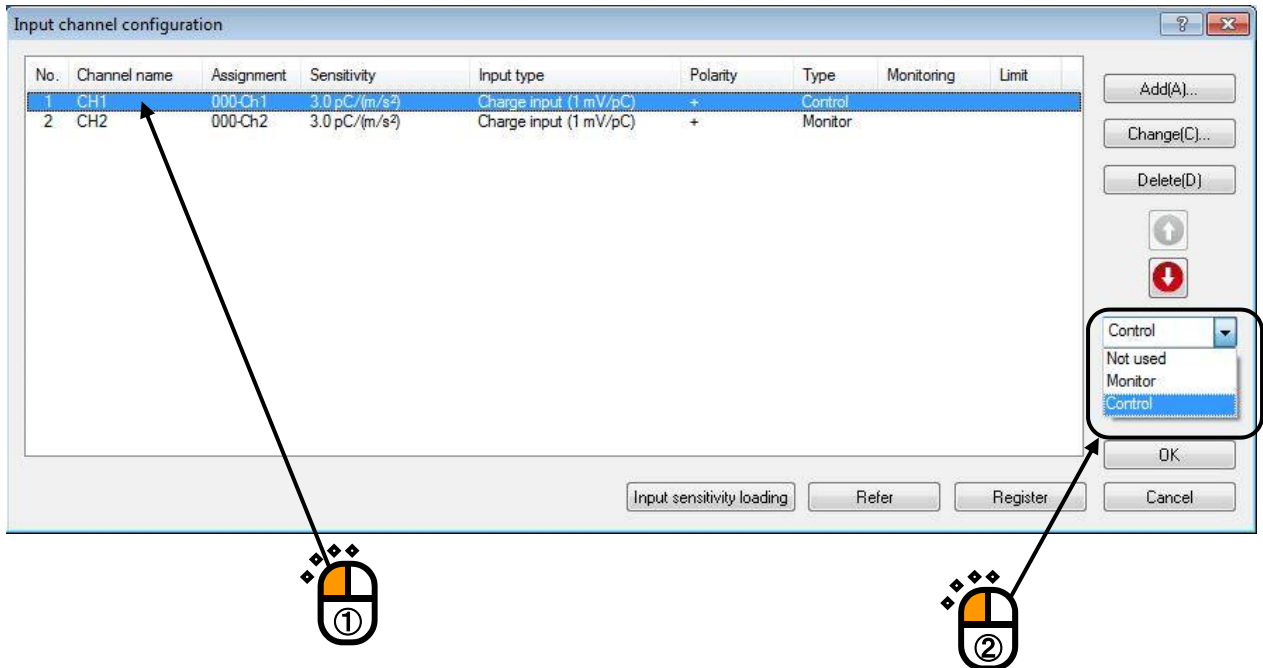 Input channel configuration
No. Channel name Assignment Sensitivity Input type Polarity Type Monitoring Limit
1 CH1 000-Ch1 3.0 pC/(m/s²) Charge input (1 mV/pC) + Control
2 CH2 000-Ch2 3.0 pC/(m/s²) Charge input (1 mV/pC) + Monitor
Add(A)...
Change(C)...
Delete(D)
Control
Not used
Monitor
Control
OK
Input sensitivity loading Refer Register Cancel
①
②